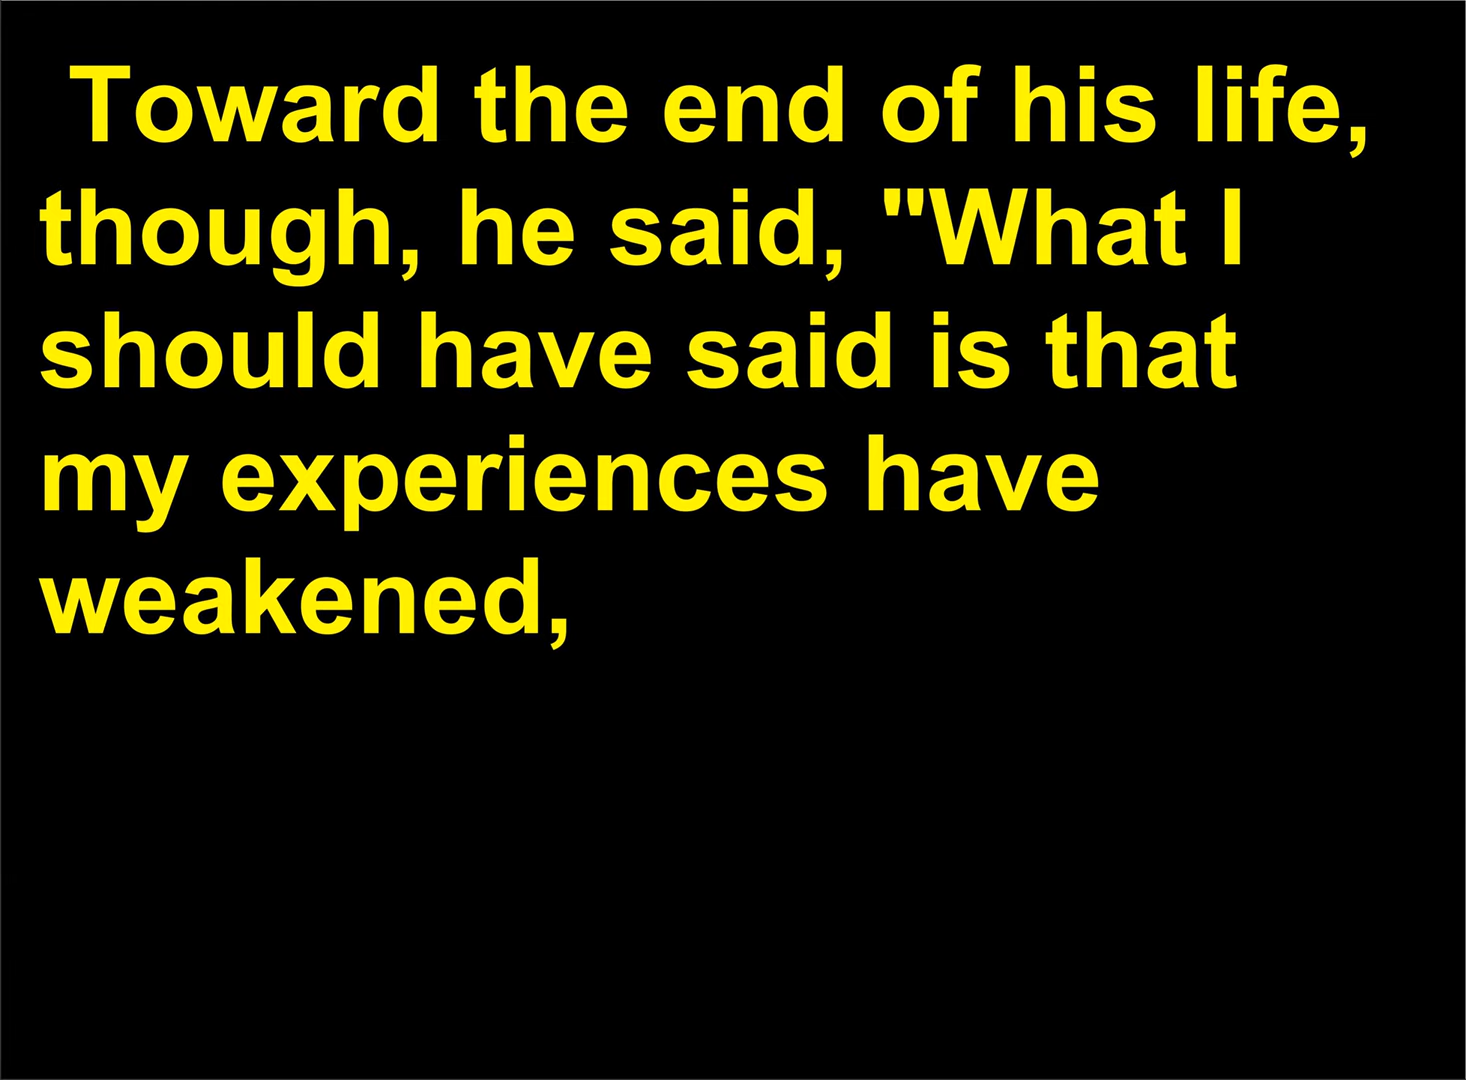 Toward the end of his life,
though, he said, "What I
should have said is that
my experiences have
weakened,